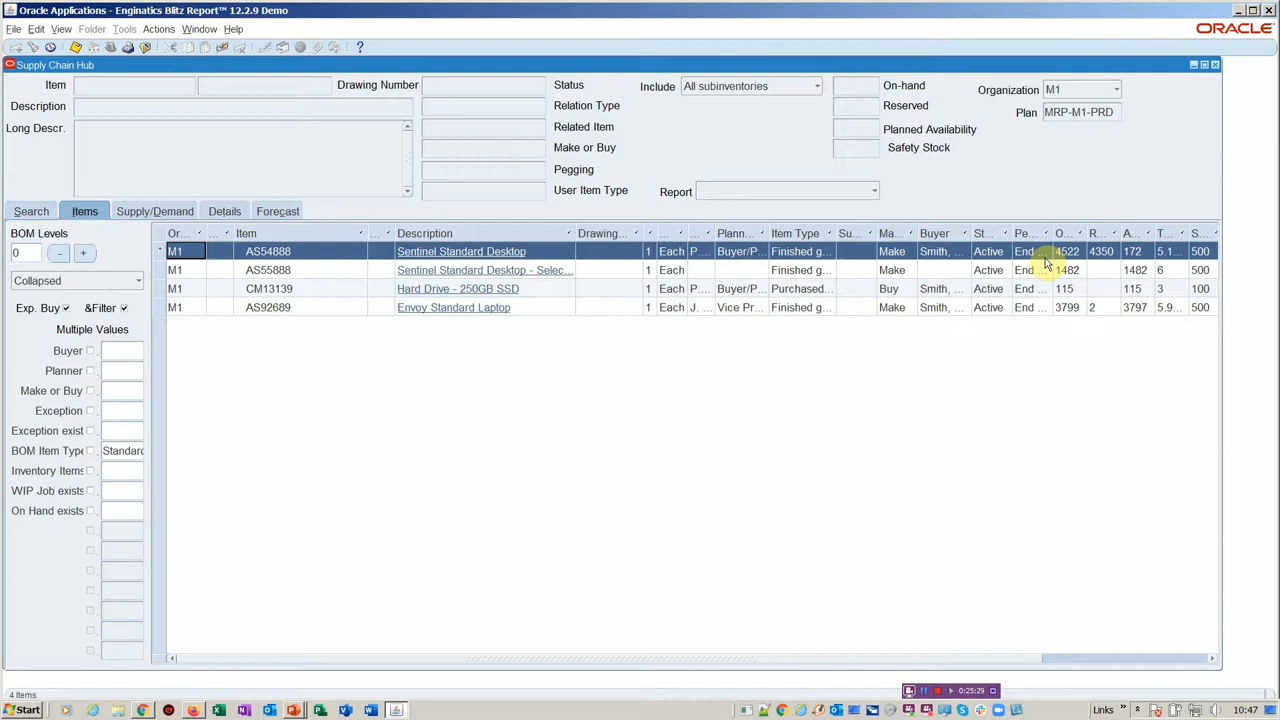 Oracle Applications - Enginatics Blitz Report™ 12.2.9 Demo
File Edit View Folder Tools Actions Window Help
ORACLE
Supply Chain Hub
Item
Drawing Number
Status
Include All subinventories
On-hand
Organization M1
Description
Relation Type
Reserved
Plan MRP-M1-PRD
Long Descr.
Related Item
Planned Availability
Make or Buy
Safety Stock
Pegging
User Item Type
Report
Search Items Supply/Demand Details Forecast
BOM Levels
0 - +
Collapsed
Exp. Buy &Filter
Multiple Values
Buyer
Planner
Make or Buy
Exception
Exception exist
BOM Item Type Standard
Inventory Items
WIP Job exists
On Hand exists
Or... ... Item ... Description Drawing... ... ... Plann... Item Type Su... Ma... Buyer St... Pe... O... R... A... T... S...
M1 AS54888 Sentinel Standard Desktop 1 Each P... Buyer/P... Finished g... Make Smith, ... Active End ... 4522 4350 172 5.1... 500
M1 AS55888 Sentinel Standard Desktop - Selec... 1 Each Finished g... Make Active End ... 1482 1482 6 500
M1 CM13139 Hard Drive - 250GB SSD 1 Each P... Buyer/P... Purchased Buy Smith, ... Active End ... 115 115 3 100
M1 AS92689 Envoy Standard Laptop 1 Each J. ... Vice Pr... Finished g... Make Smith, ... Active End ... 3799 2 3797 5.9... 500
4 Items
0:25:29
Start
Links
10:47